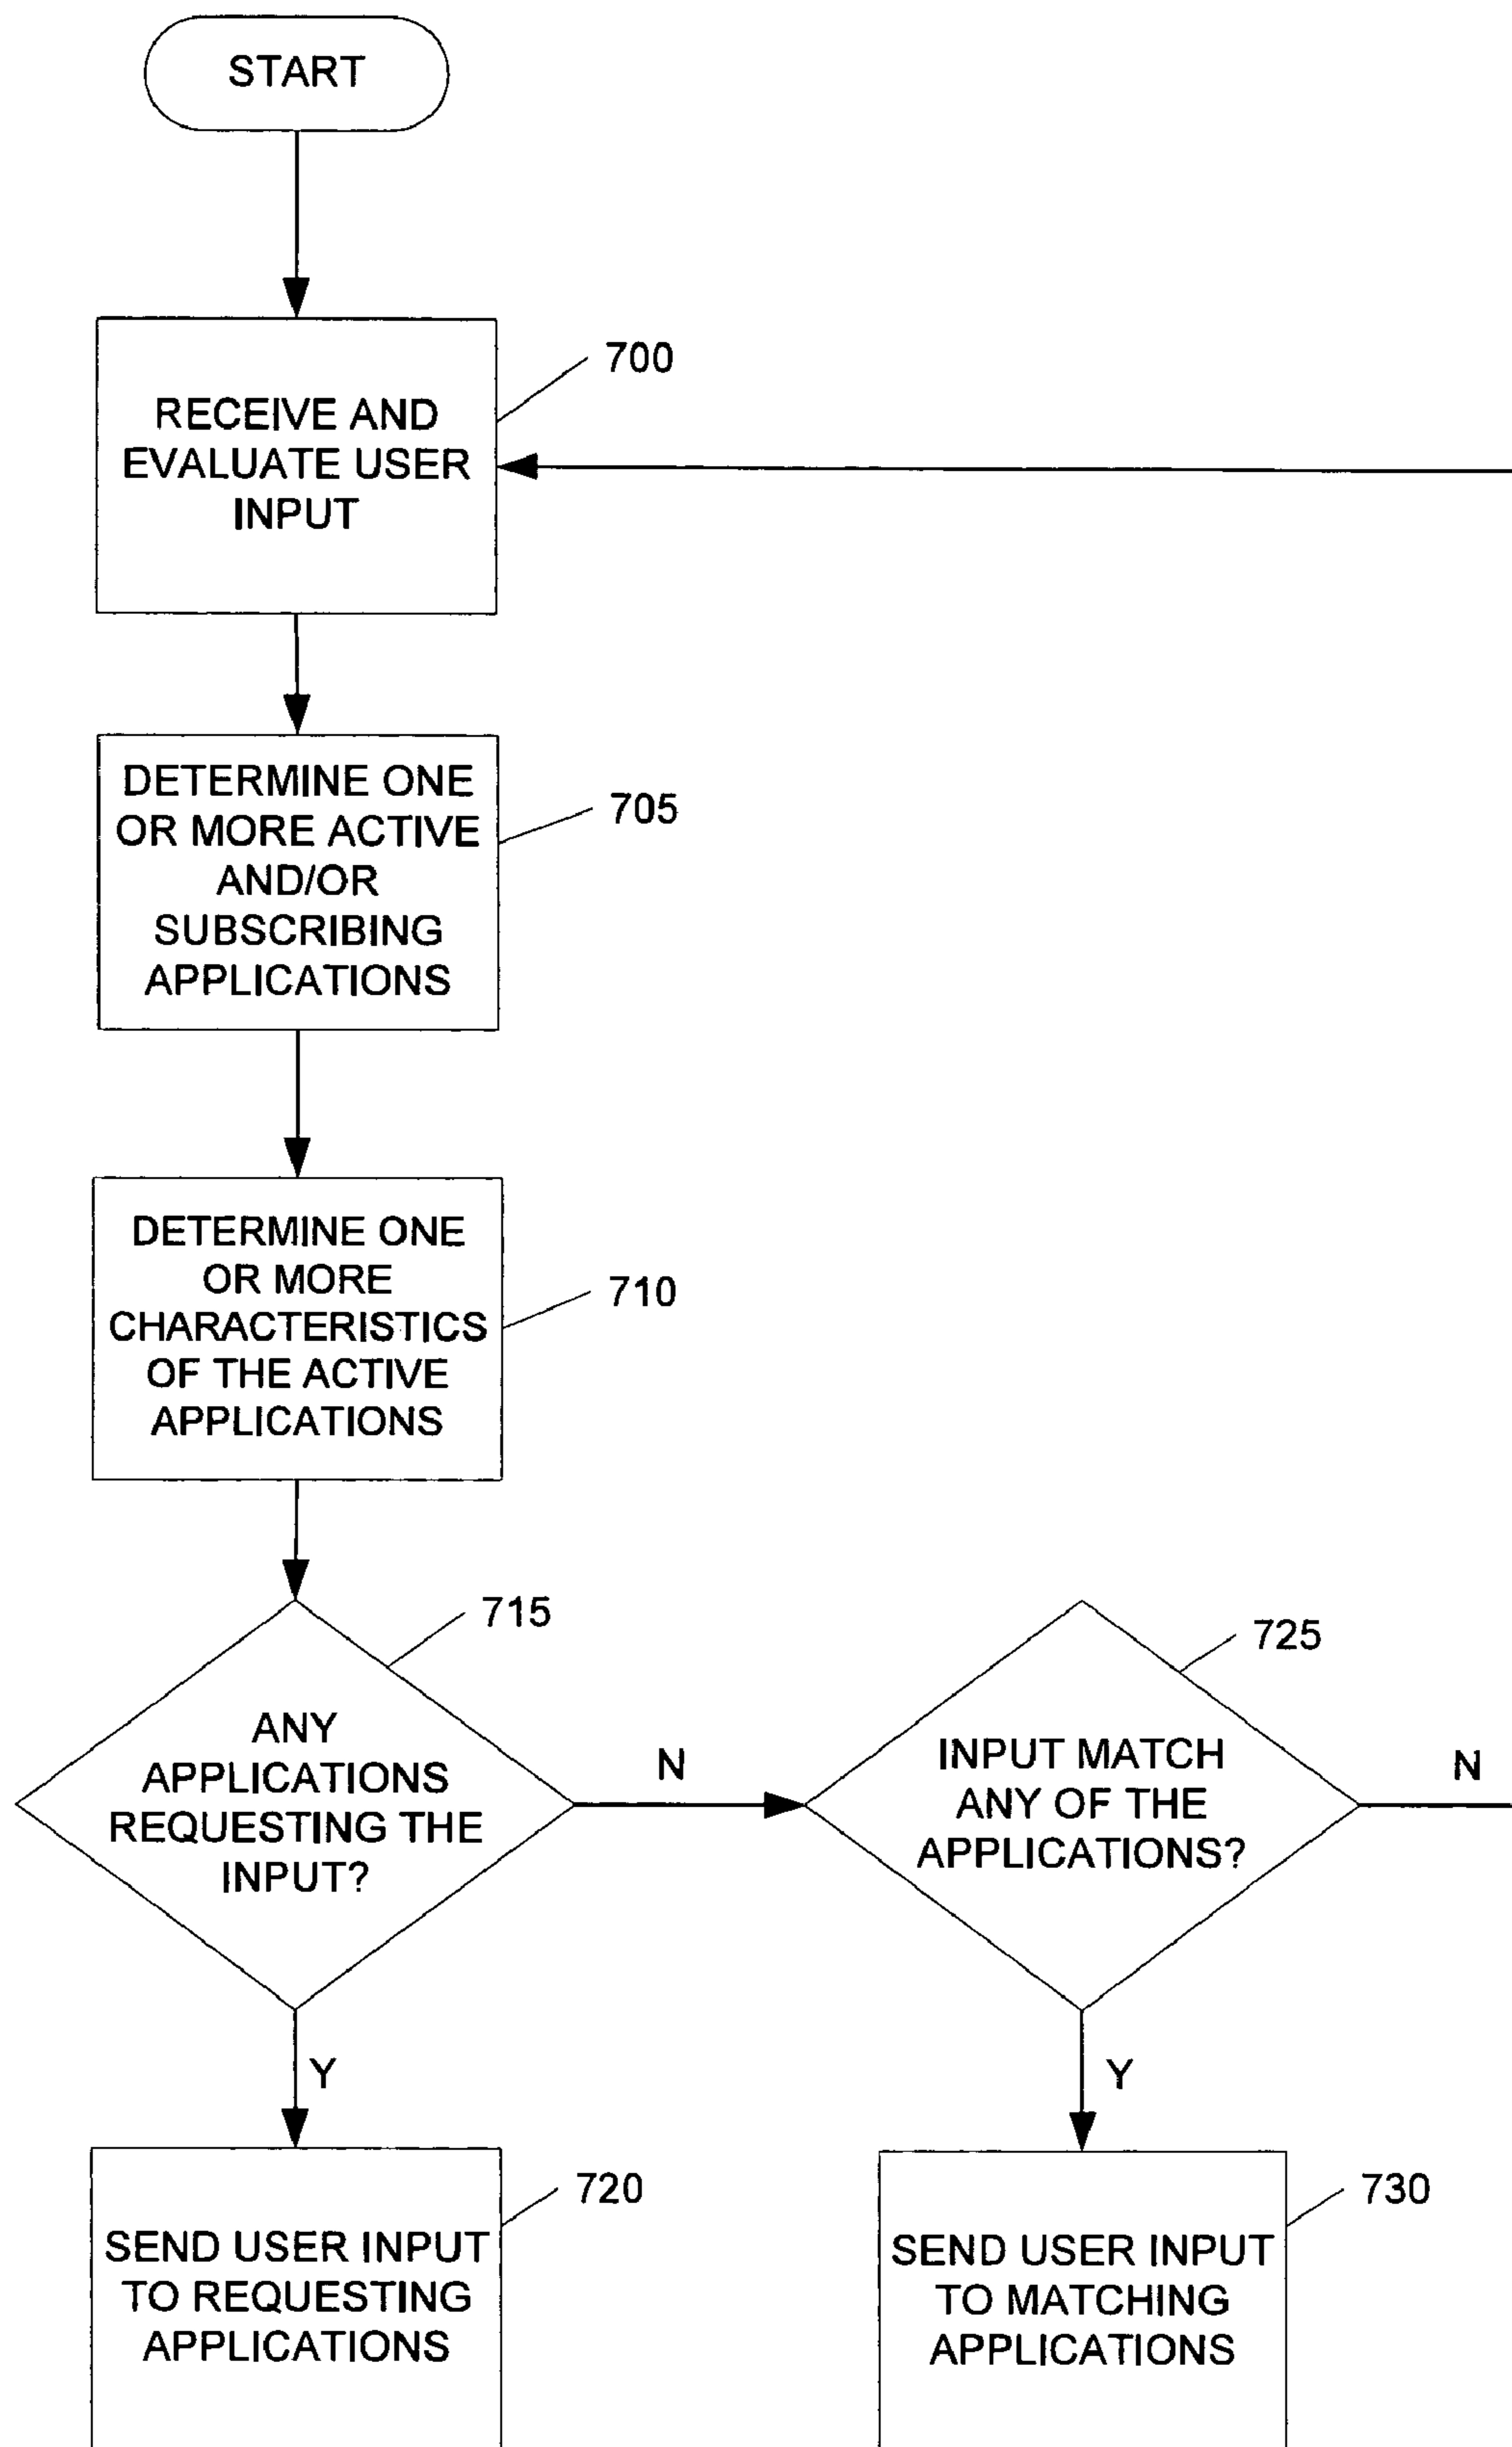 START
700
RECEIVE AND
EVALUATE USER
INPUT
705
DETERMINE ONE
OR MORE ACTIVE
AND/OR
SUBSCRIBING
APPLICATIONS
710
DETERMINE ONE
OR MORE
CHARACTERISTICS
OF THE ACTIVE
APPLICATIONS
715
ANY
APPLICATIONS
REQUESTING THE
INPUT?
N
725
INPUT MATCH
ANY OF THE
APPLICATIONS?
N
Y
Y
720
SEND USER INPUT
TO REQUESTING
APPLICATIONS
730
SEND USER INPUT
TO MATCHING
APPLICATIONS